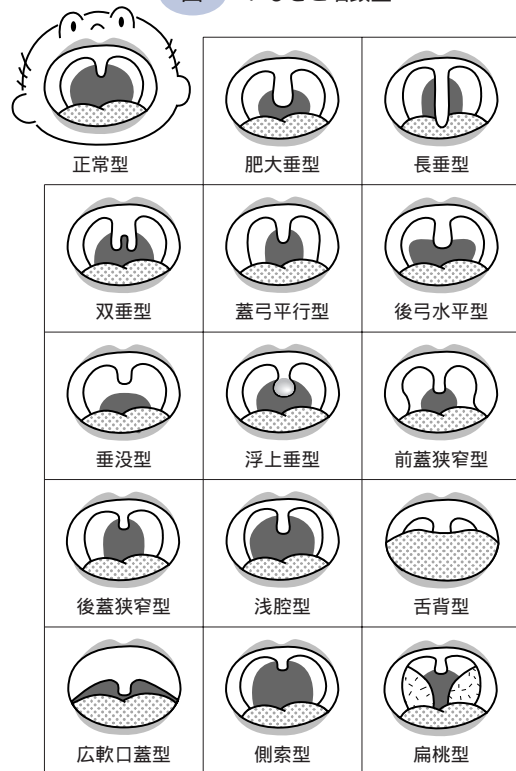 正常型
肥大垂型
長垂型
双垂型
蓋弓平行型
後弓水平型
垂没型
浮上垂型
前蓋狭窄型
後蓋狭窄型
浅腔型
舌背型
広軟口蓋型
側索型
扁桃型